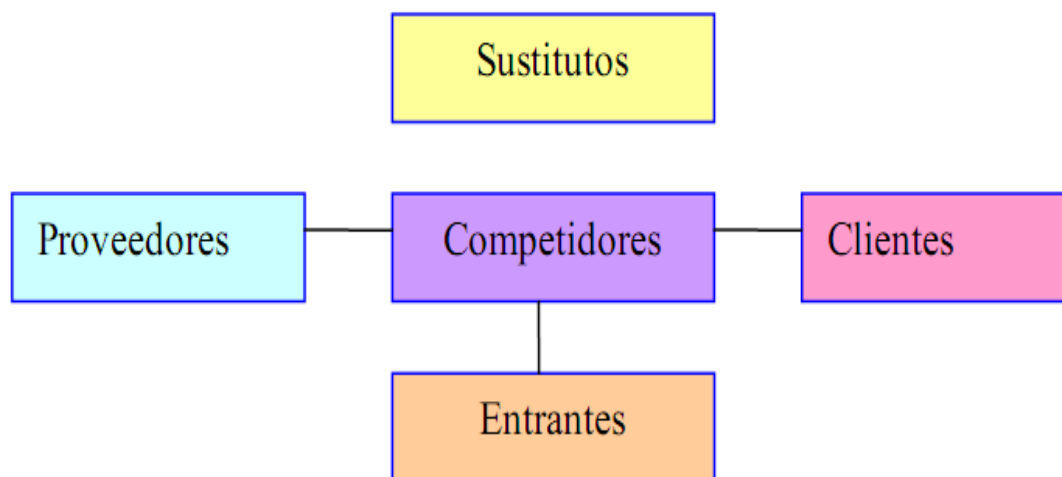 Sustitutos
Proveedores
Competidores
Clientes
Entrantes